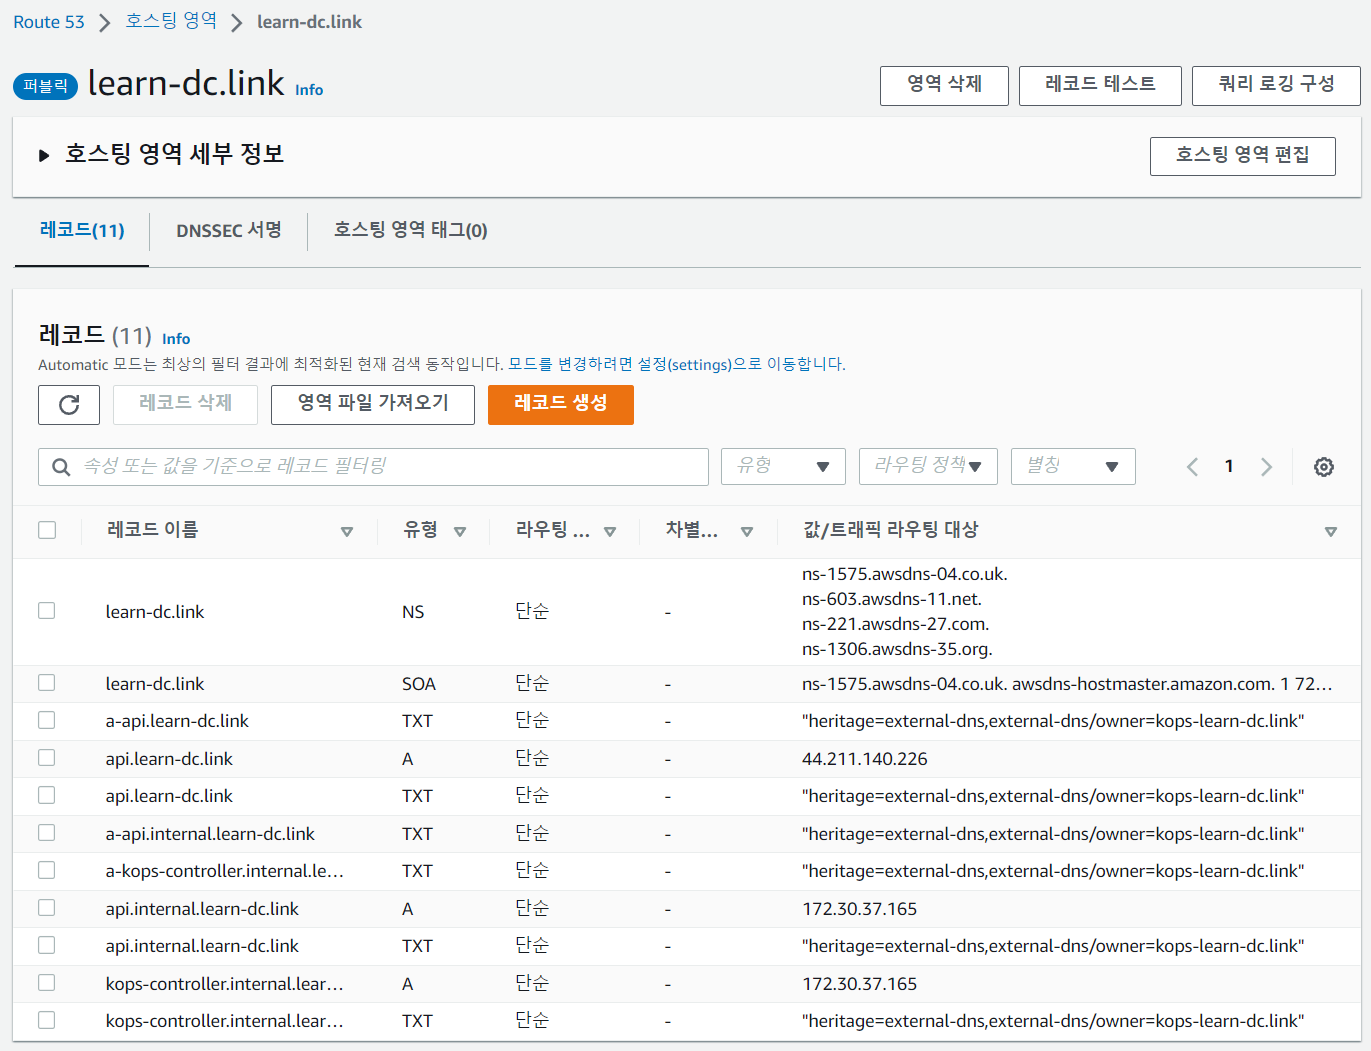 Route 53 > 호스팅 영역 > learn-dc.link
퍼블릭 learn-dc.link Info
영역 삭제 레코드 테스트 쿼리 로깅 구성
호스팅 영역 세부 정보 호스팅 영역 편집
레코드(11) DNSSEC 서명 호스팅 영역 태그(0)
레코드 (11) Info
Automatic 모드는 최상의 필터 결과에 최적화된 현재 검색 동작입니다. 모드를 변경하려면 설정(settings)으로 이동합니다.
레코드 삭제 영역 파일 가져오기 레코드 생성
속성 또는 값을 기준으로 레코드 필터링 유형 라우팅 정책 별칭 1
레코드 이름 유형 라우팅 ... 차별... 값/트래픽 라우팅 대상
ns-1575.awsdns-04.co.uk.
ns-603.awsdns-11.net.
learn-dc.link NS 단순 -
ns-221.awsdns-27.com.
ns-1306.awsdns-35.org.
learn-dc.link SOA 단순 - ns-1575.awsdns-04.co.uk. awsdns-hostmaster.amazon.com. 1 72...
a-api.learn-dc.link TXT 단순 - "heritage=external-dns,external-dns/owner=kops-learn-dc.link"
api.learn-dc.link A 단순 - 44.211.140.226
api.learn-dc.link TXT 단순 - "heritage=external-dns,external-dns/owner=kops-learn-dc.link"
a-api.internal.learn-dc.link TXT 단순 - "heritage=external-dns,external-dns/owner=kops-learn-dc.link"
a-kops-controller.internal.le... TXT 단순 - "heritage=external-dns,external-dns/owner=kops-learn-dc.link"
api.internal.learn-dc.link A 단순 - 172.30.37.165
api.internal.learn-dc.link TXT 단순 - "heritage=external-dns,external-dns/owner=kops-learn-dc.link"
kops-controller.internal.lear... A 단순 - 172.30.37.165
kops-controller.internal.lear... TXT 단순 - "heritage=external-dns,external-dns/owner=kops-learn-dc.link"